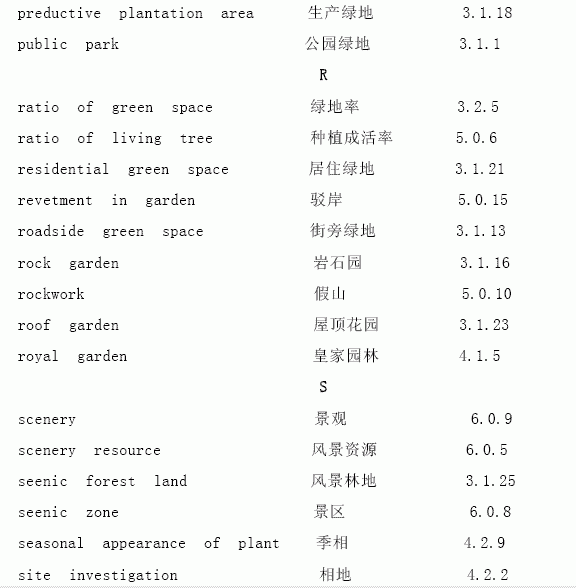 preductive plantation area 生产绿地 3.1.18
public park 公园绿地 3.1.1
R
ratio of green space 绿地率 3.2.5
ratio of living tree 种植成活率 5.0.6
residential green space 居住绿地 3.1.21
revetment in garden 驳岸 5.0.15
roadside green space 街旁绿地 3.1.13
rock garden 岩石园 3.1.16
rockwork 假山 5.0.10
roof garden 屋顶花园 3.1.23
royal garden 皇家园林 4.1.5
S
scenery 景观 6.0.9
scenery resource 风景资源 6.0.5
seenic forest land 风景林地 3.1.25
seenic zone 景区 6.0.8
seasonal appearance of plant 季相 4.2.9
site investigation 相地 4.2.2